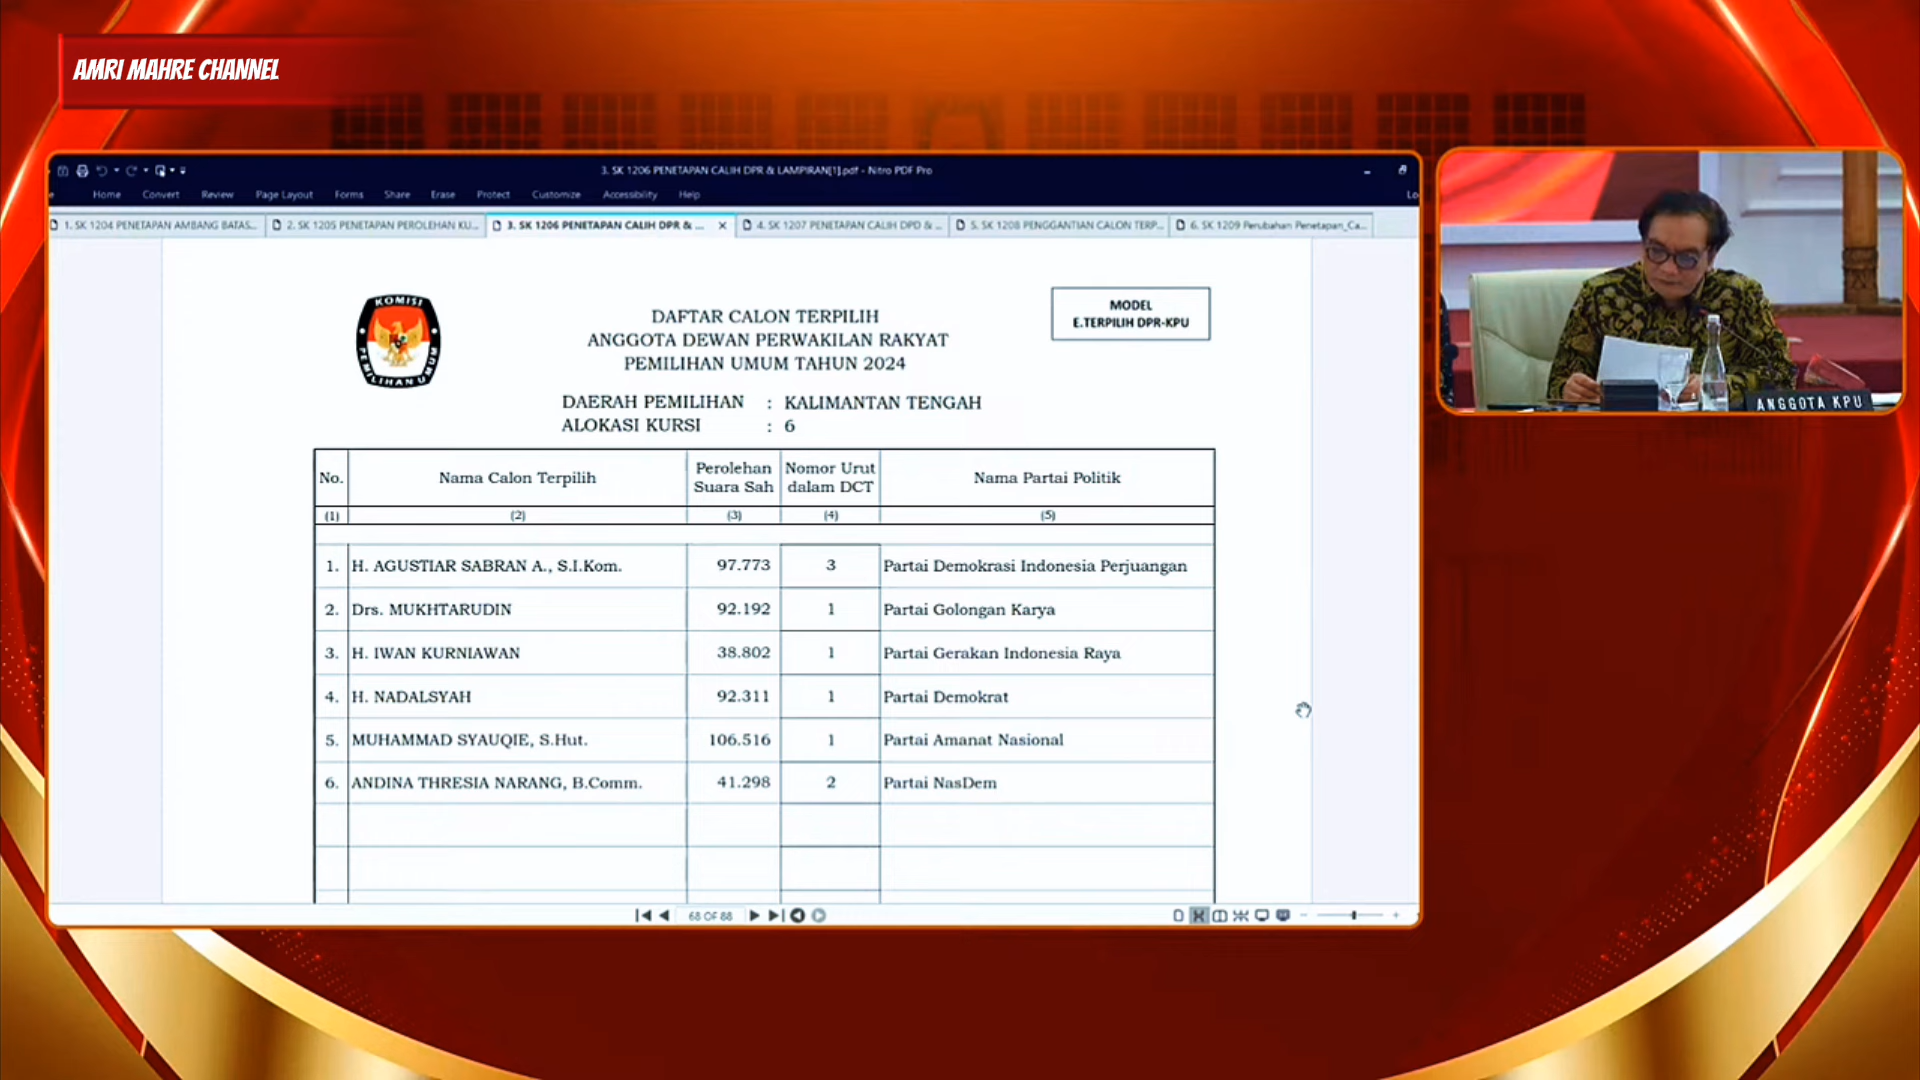 AMRI MAHRE CHANNEL
3. SK 1206 PENETAPAN CALIH DPR & LAMPIRAN[1].pdf - Nitro PDF Pro
Home Convert Review Page Layout Forms Share Erase Protect Customize Accessibility Help Lo
1. SK 1204 PENETAPAN AMBANG BATAS... 2. SK 1205 PENETAPAN PEROLEHAN KU... 3. SK 1206 PENETAPAN CALIH DPR & ... 4. SK 1207 PENETAPAN CALIH DPD & ... 5. SK 1208 PENGGANTIAN CALON TERP... 6. SK 1209 Perubahan Penetapan_Ca...
KOMISI
PEMILIHAN UMUM
DAFTAR CALON TERPILIH
ANGGOTA DEWAN PERWAKILAN RAKYAT
PEMILIHAN UMUM TAHUN 2024
MODEL
E.TERPILIH DPR-KPU
DAERAH PEMILIHAN : KALIMANTAN TENGAH
ALOKASI KURSI : 6
No. Nama Calon Terpilih Perolehan Suara Sah Nomor Urut dalam DCT Nama Partai Politik
(1) (2) (3) (4) (5)
1. H. AGUSTIAR SABRAN A., S.I.Kom. 97.773 3 Partai Demokrasi Indonesia Perjuangan
2. Drs. MUKHTARUDIN 92.192 1 Partai Golongan Karya
3. H. IWAN KURNIAWAN 38.802 1 Partai Gerakan Indonesia Raya
4. H. NADALSYAH 92.311 1 Partai Demokrat
5. MUHAMMAD SYAUQIE, S.Hut. 106.516 1 Partai Amanat Nasional
6. ANDINA THRESIA NARANG, B.Comm. 41.298 2 Partai NasDem
68 OF 88
ANGGOTA KPU